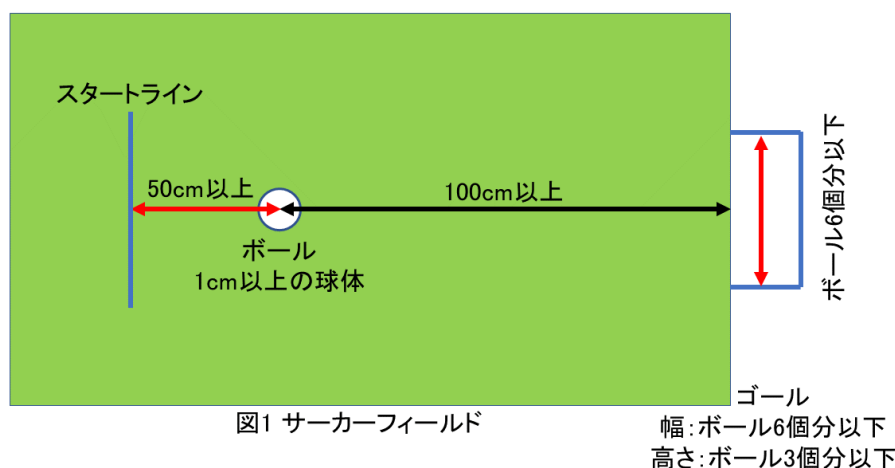 スタートライン
50cm以上
100cm以上
ボール
1cm以上の球体
ボール6個分以下
図1 サーカーフィールド
ゴール
幅：ボール6個分以下
高さ：ボール3個分以下